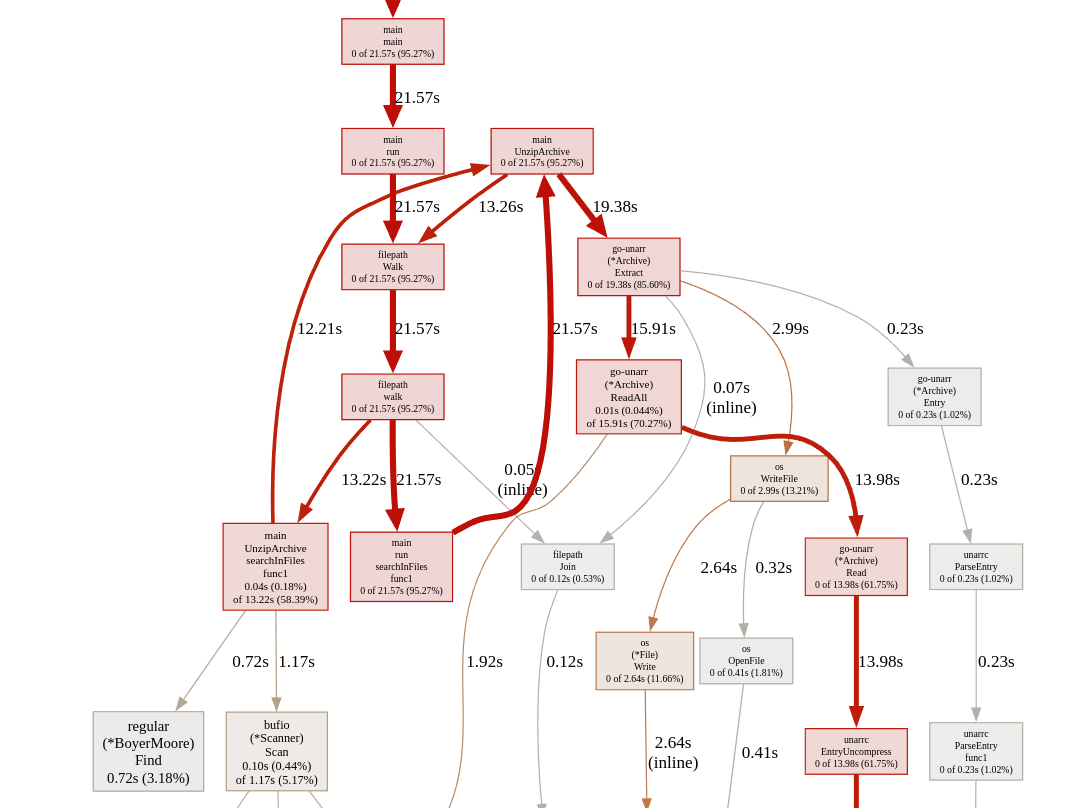 main
main
0 of 21.57s (95.27%)
21.57s
main
run
0 of 21.57s (95.27%)
main
UnzipArchive
0 of 21.57s (95.27%)
21.57s
13.26s
19.38s
filepath
Walk
0 of 21.57s (95.27%)
go-unarr
(*Archive)
Extract
0 of 19.38s (85.60%)
12.21s
21.57s
21.57s
15.91s
2.99s
0.23s
filepath
walk
0 of 21.57s (95.27%)
go-unarr
(*Archive)
ReadAll
0.01s (0.044%)
of 15.91s (70.27%)
0.07s
(inline)
go-unarr
(*Archive)
Entry
0 of 0.23s (1.02%)
13.22s
21.57s
0.05s
(inline)
os
WriteFile
0 of 2.99s (13.21%)
13.98s
0.23s
main
UnzipArchive
searchInFiles
func1
0.04s (0.18%)
of 13.22s (58.39%)
main
run
searchInFiles
func1
0 of 21.57s (95.27%)
filepath
Join
0 of 0.12s (0.53%)
2.64s
0.32s
go-unarr
(*Archive)
Read
0 of 13.98s (61.75%)
unarrc
ParseEntry
0 of 0.23s (1.02%)
0.72s
1.17s
1.92s
0.12s
os
(*File)
Write
0 of 2.64s (11.66%)
os
OpenFile
0 of 0.41s (1.81%)
13.98s
0.23s
regular
(*BoyerMoore)
Find
0.72s (3.18%)
bufio
(*Scanner)
Scan
0.10s (0.44%)
of 1.17s (5.17%)
2.64s
(inline)
0.41s
unarrc
EntryUncompress
0 of 13.98s (61.75%)
unarrc
ParseEntry
func1
0 of 0.23s (1.02%)